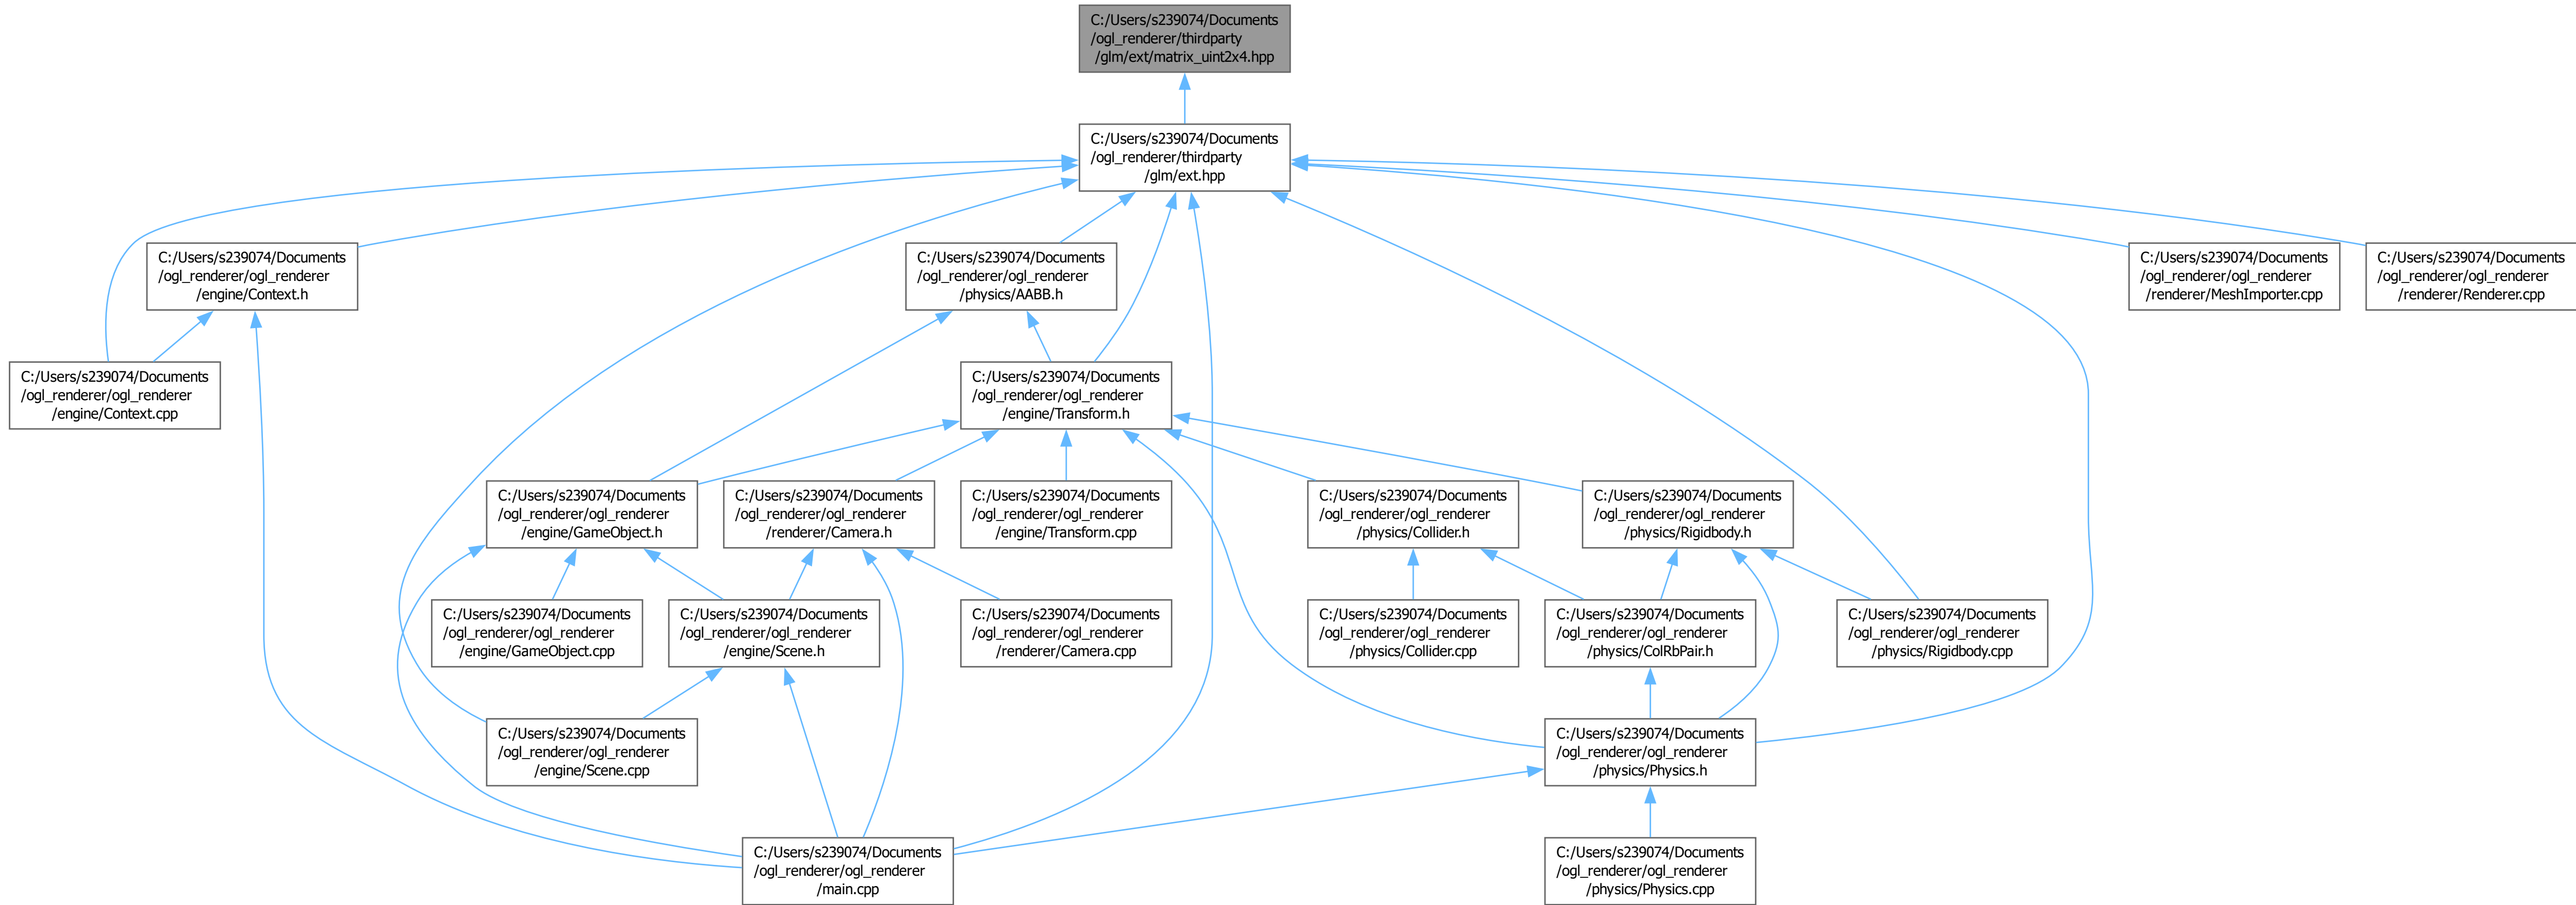 C:/Users/s239074/Documents
/ogl_renderer/thirdparty
/glm/ext/matrix_uint2x4.hpp
C:/Users/s239074/Documents
/ogl_renderer/thirdparty
/glm/ext.hpp
C:/Users/s239074/Documents
/ogl_renderer/ogl_renderer
/engine/Context.h
C:/Users/s239074/Documents
/ogl_renderer/ogl_renderer
/physics/AABB.h
C:/Users/s239074/Documents
/ogl_renderer/ogl_renderer
/renderer/MeshImporter.cpp
C:/Users/s239074/Documents
/ogl_renderer/ogl_renderer
/renderer/Renderer.cpp
C:/Users/s239074/Documents
/ogl_renderer/ogl_renderer
/engine/Context.cpp
C:/Users/s239074/Documents
/ogl_renderer/ogl_renderer
/engine/Transform.h
C:/Users/s239074/Documents
/ogl_renderer/ogl_renderer
/engine/GameObject.h
C:/Users/s239074/Documents
/ogl_renderer/ogl_renderer
/renderer/Camera.h
C:/Users/s239074/Documents
/ogl_renderer/ogl_renderer
/engine/Transform.cpp
C:/Users/s239074/Documents
/ogl_renderer/ogl_renderer
/physics/Collider.h
C:/Users/s239074/Documents
/ogl_renderer/ogl_renderer
/physics/Rigidbody.h
C:/Users/s239074/Documents
/ogl_renderer/ogl_renderer
/engine/GameObject.cpp
C:/Users/s239074/Documents
/ogl_renderer/ogl_renderer
/engine/Scene.h
C:/Users/s239074/Documents
/ogl_renderer/ogl_renderer
/renderer/Camera.cpp
C:/Users/s239074/Documents
/ogl_renderer/ogl_renderer
/physics/Collider.cpp
C:/Users/s239074/Documents
/ogl_renderer/ogl_renderer
/physics/ColRbPair.h
C:/Users/s239074/Documents
/ogl_renderer/ogl_renderer
/physics/Rigidbody.cpp
C:/Users/s239074/Documents
/ogl_renderer/ogl_renderer
/engine/Scene.cpp
C:/Users/s239074/Documents
/ogl_renderer/ogl_renderer
/physics/Physics.h
C:/Users/s239074/Documents
/ogl_renderer/ogl_renderer
/main.cpp
C:/Users/s239074/Documents
/ogl_renderer/ogl_renderer
/physics/Physics.cpp